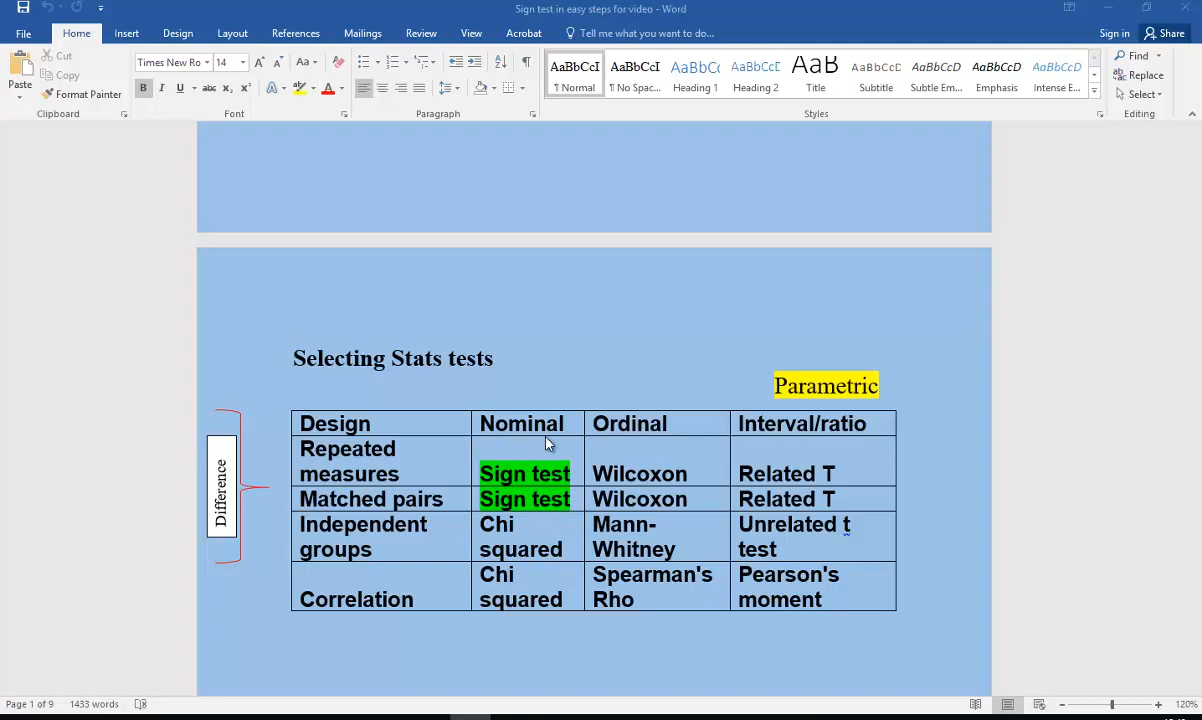 Sign test in easy steps for video - Word
File Home Insert Design Layout References Mailings Review View Acrobat Tell me what you want to do... Sign in Share
Paste
Cut
Copy
Format Painter
Clipboard
Times New Ro 14
Font
Paragraph
AaBbCcI AaBbCcI AaBbCc AaBbCcD AaB AaBbCcD AaBbCcD AaBbCcD AaBbCcD
¶ Normal ¶ No Spac... Heading 1 Heading 2 Title Subtitle Subtle Em... Emphasis Intense E...
Styles
Find
Replace
Select
Editing
Selecting Stats tests
Parametric
Difference
Design Nominal Ordinal Interval/ratio
Repeated
measures Sign test Wilcoxon Related T
Matched pairs Sign test Wilcoxon Related T
Independent Chi Mann- Unrelated t
groups squared Whitney test
Chi Spearman's Pearson's
Correlation squared Rho moment
Page 1 of 9 1433 words 120%